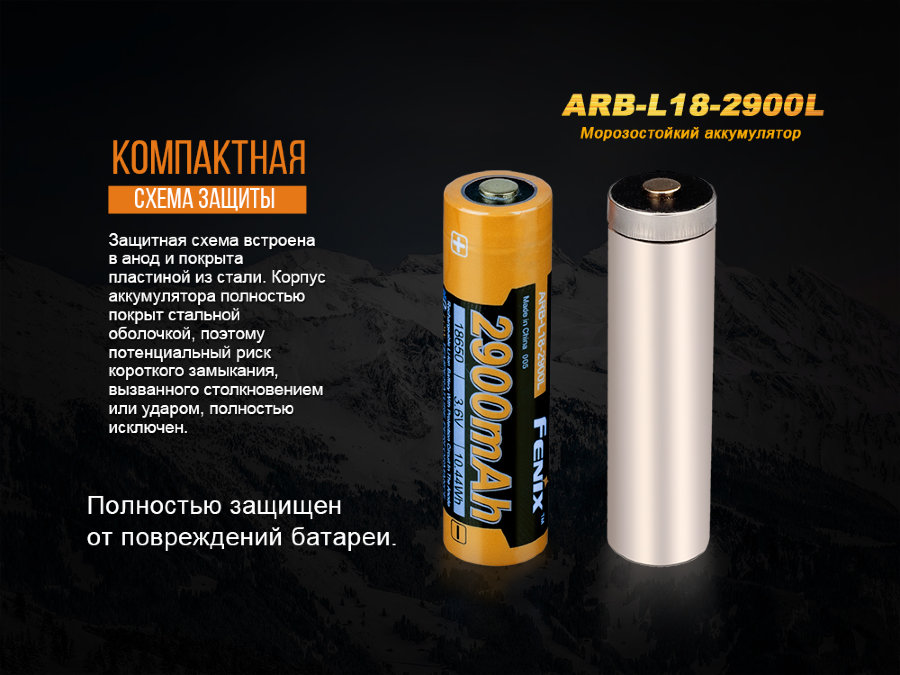 ARB-L18-2900L
Морозостойкий аккумулятор
КОМПАКТНАЯ
СХЕМА ЗАЩИТЫ
Защитная схема встроена
в анод и покрыта
пластиной из стали. Корпус
аккумулятора полностью
покрыт стальной
оболочкой, поэтому
потенциальный риск
короткого замыкания,
вызванного столкновением
или ударом, полностью
исключен.
Полностью защищен
от повреждений батареи.
ARB-L18-2900L
Made in China 005
FENIX
2900mAh
18650 3.6V 10.44Wh